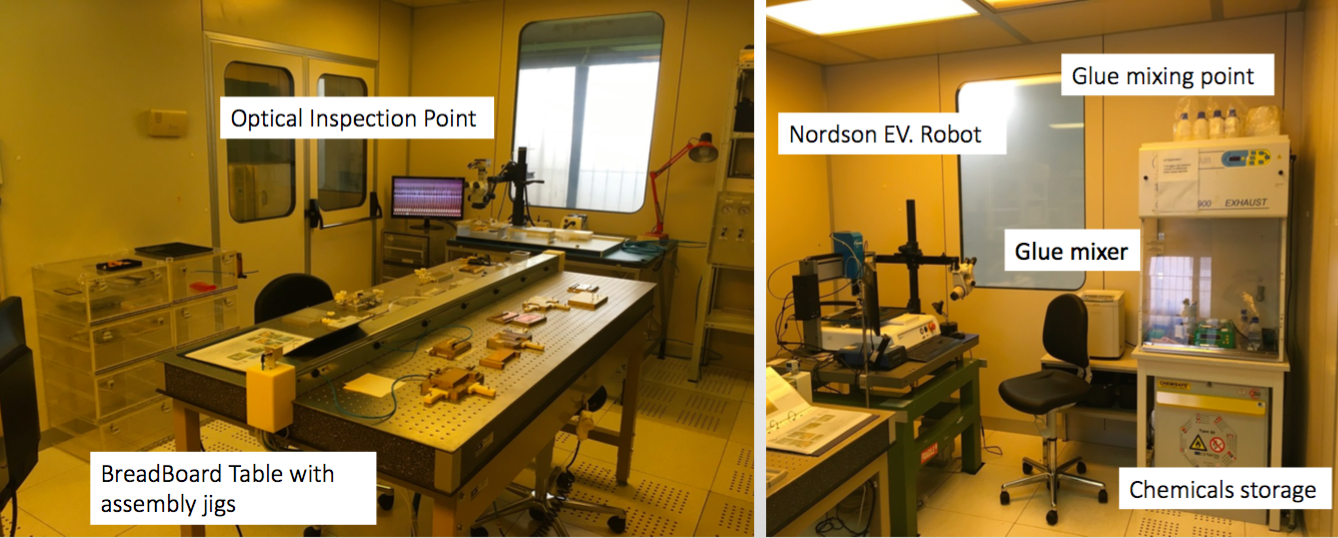 Optical Inspection Point
BreadBoard Table with
assembly jigs
Glue mixing point
Nordson EV. Robot
900 EXHAUST
Glue mixer
CHEMISAFE
Chemicals storage